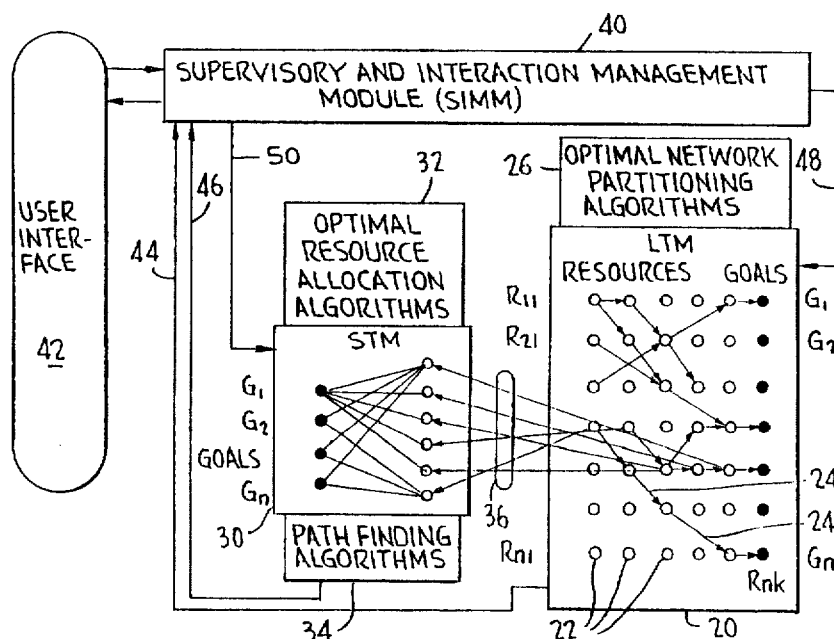 40
SUPERVISORY AND INTERACTION MANAGEMENT
MODULE (SIMM)
50
46
44
USER
INTER-
FACE
42
32
OPTIMAL
RESOURCE
ALLOCATION
ALGORITHMS
STM
G1
G2
GOALS
Gn
30
PATH FINDING
ALGORITHMS
34
36
26
OPTIMAL NETWORK
PARTITIONING
ALGORITHMS
48
LTM
RESOURCES GOALS
R11 G1
R21 G2
24
24
Rn1 Gn
Rnk
22
20